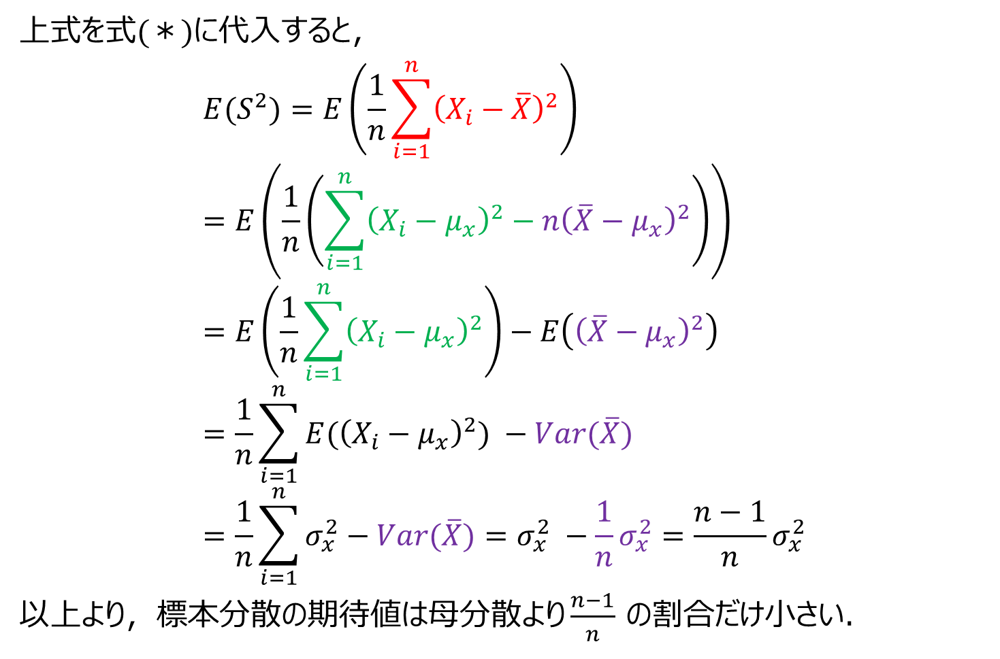 上式を式(＊)に代入すると,
E(S²) = E(1/n ∑_{i=1}^{n} (X_i − X̄)²)
= E(1/n (∑_{i=1}^{n} (X_i − μ_x)² − n(X̄ − μ_x)²))
= E(1/n ∑_{i=1}^{n} (X_i − μ_x)²) − E((X̄ − μ_x)²)
= 1/n ∑_{i=1}^{n} E((X_i − μ_x)²) − Var(X̄)
= 1/n ∑_{i=1}^{n} σ_x² − Var(X̄) = σ_x² − 1/n σ_x² = (n − 1)/n σ_x²
以上より, 標本分散の期待値は母分散より (n−1)/n の割合だけ小さい.